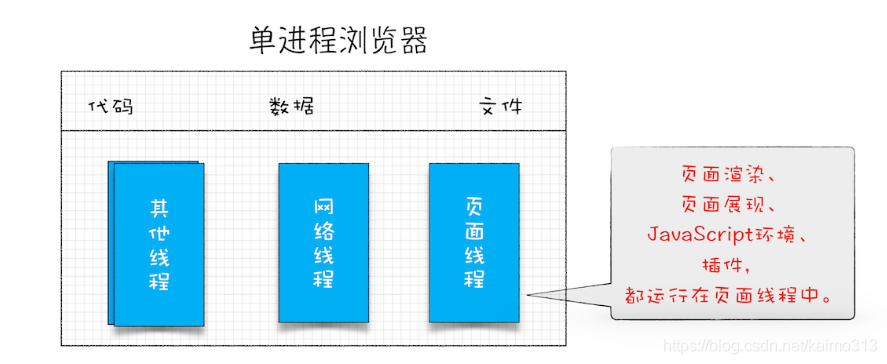 单进程浏览器
代码 数据 文件
其他线程
网络线程
页面线程
页面渲染、
页面展现、
JavaScript环境、
插件,
都运行在页面线程中。
https://blog.csdn.net/kaimo313